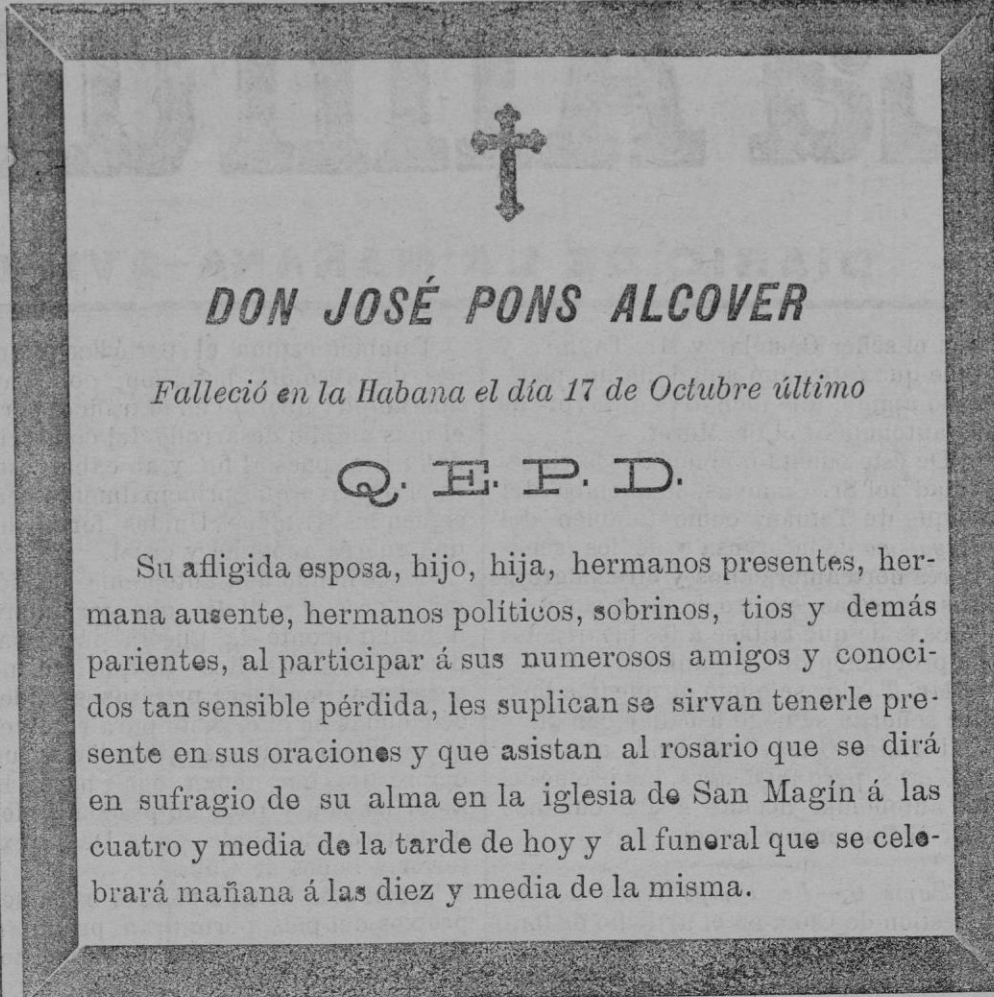 DON JOSÉ PONS ALCOVER
Falleció en la Habana el día 17 de Octubre último
Q. E. P. D.
Su afligida esposa, hijo, hija, hermanos presentes, her-
mana ausente, hermanos políticos, sobrinos, tios y demás
parientes, al participar á sus numerosos amigos y conoci-
dos tan sensible pérdida, les suplican se sirvan tenerle pre-
sente en sus oraciones y que asistan al rosario que se dirá
en sufragio de su alma en la iglesia de San Magín á las
cuatro y media de la tarde de hoy y al funeral que se cele-
brará mañana á las diez y media de la misma.